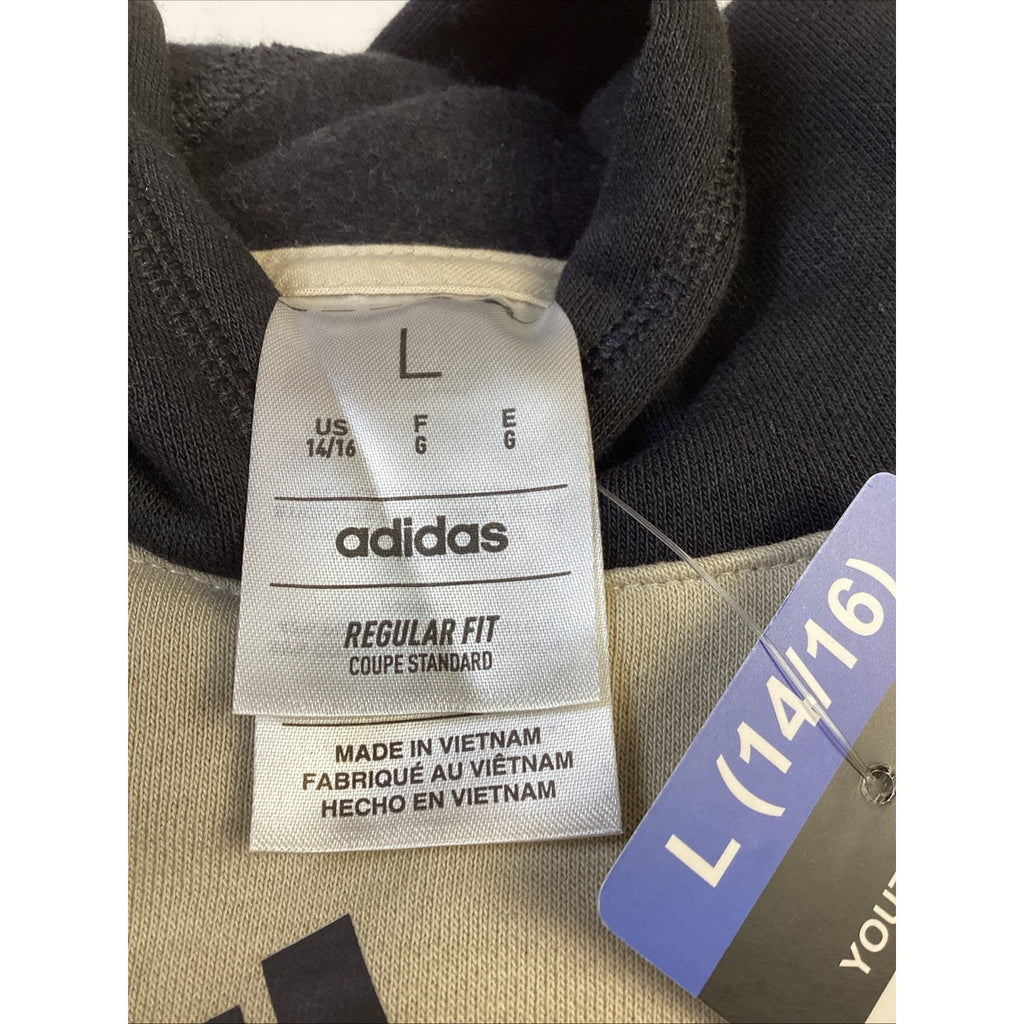 L
US F E
14/16 G G
adidas
REGULAR FIT
COUPE STANDARD
MADE IN VIETNAM
FABRIQUÉ AU VIÊTNAM
HECHO EN VIETNAM
L (14/16)